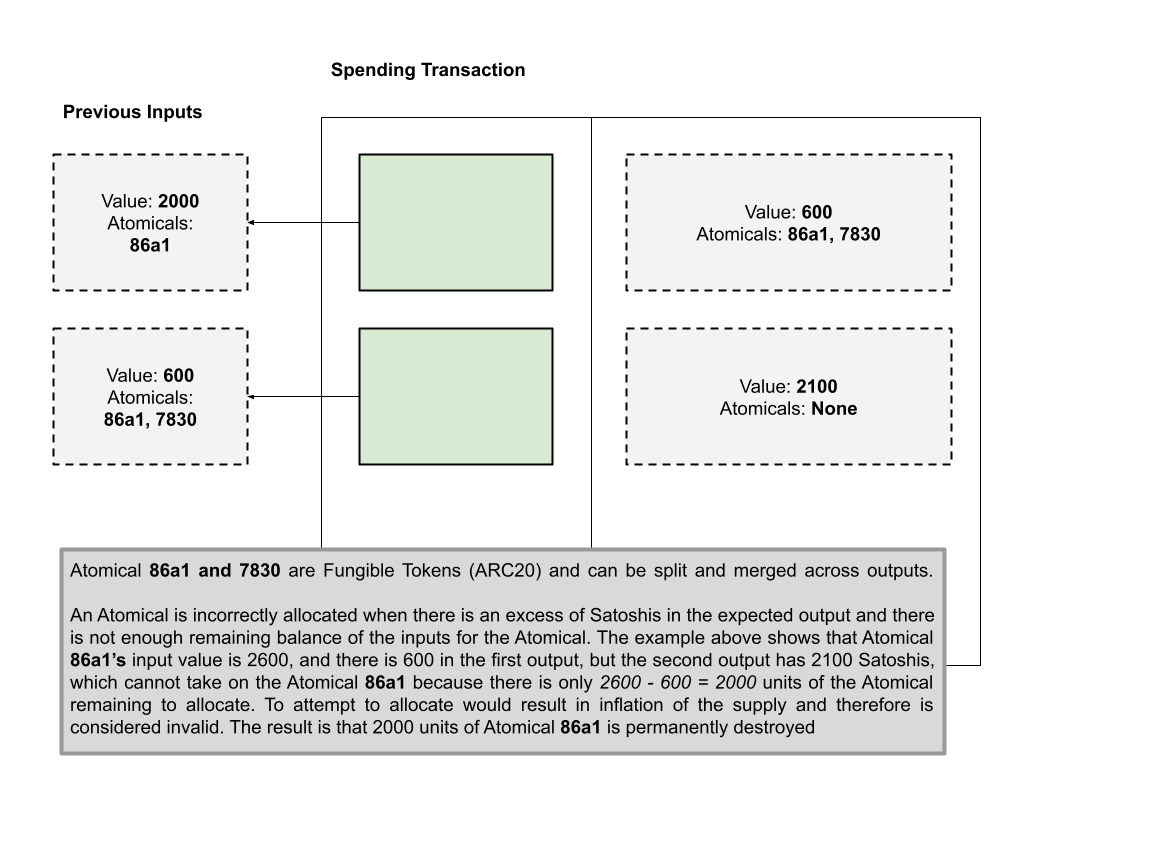 Spending Transaction
Previous Inputs
Value: 2000
Atomicals:
86a1
Value: 600
Atomicals: 86a1, 7830
Value: 600
Atomicals:
86a1, 7830
Value: 2100
Atomicals: None
Atomical 86a1 and 7830 are Fungible Tokens (ARC20) and can be split and merged across outputs.
An Atomical is incorrectly allocated when there is an excess of Satoshis in the expected output and there
is not enough remaining balance of the inputs for the Atomical. The example above shows that Atomical
86a1’s input value is 2600, and there is 600 in the first output, but the second output has 2100 Satoshis,
which cannot take on the Atomical 86a1 because there is only 2600 - 600 = 2000 units of the Atomical
remaining to allocate. To attempt to allocate would result in inflation of the supply and therefore is
considered invalid. The result is that 2000 units of Atomical 86a1 is permanently destroyed